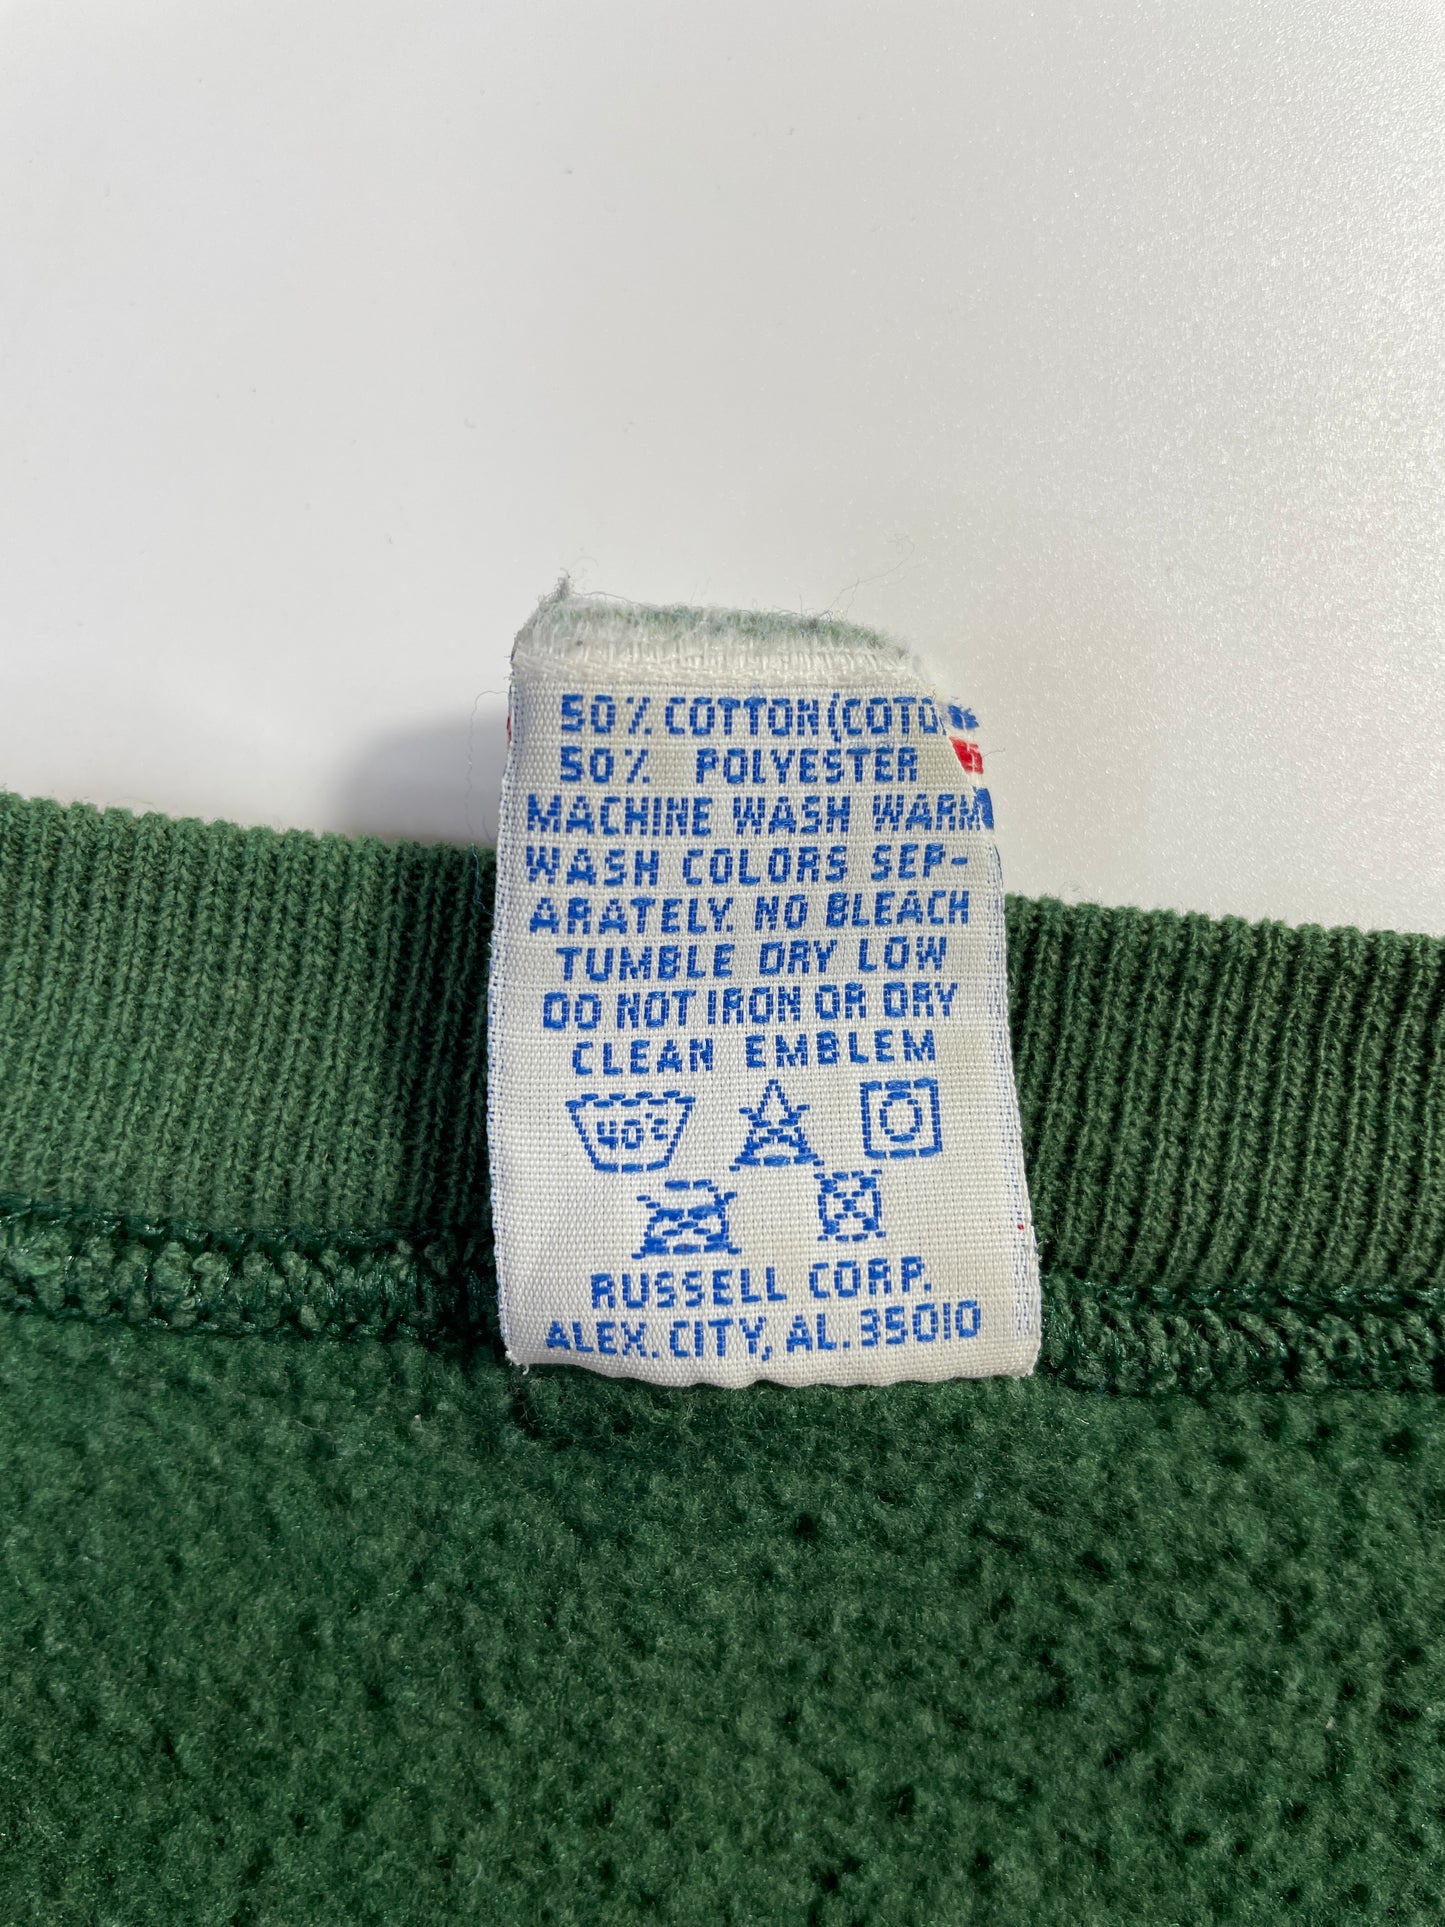 50% COTTON (COTO
50% POLYESTER
MACHINE WASH WARM
WASH COLORS SEP-
ARATELY. NO BLEACH
TUMBLE DRY LOW
DO NOT IRON OR DRY
CLEAN EMBLEM
40°C
RUSSELL CORP.
ALEX. CITY, AL. 35010